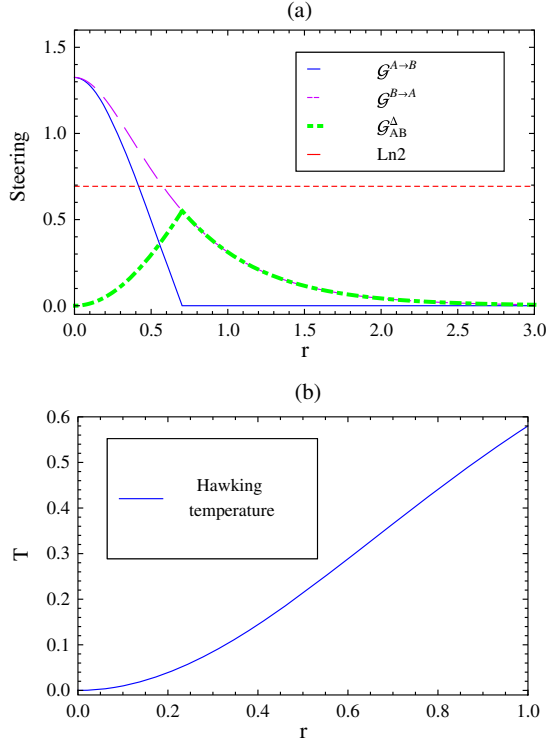 (a)
Steering
1.5
1.0
0.5
0.0
𝒢^{A→B}
𝒢^{B→A}
𝒢^{Δ}_{AB}
Ln2
0.0 0.5 1.0 1.5 2.0 2.5 3.0
r
(b)
T
0.6
0.5
0.4
0.3
0.2
0.1
0.0
Hawking
temperature
0.0 0.2 0.4 0.6 0.8 1.0
r